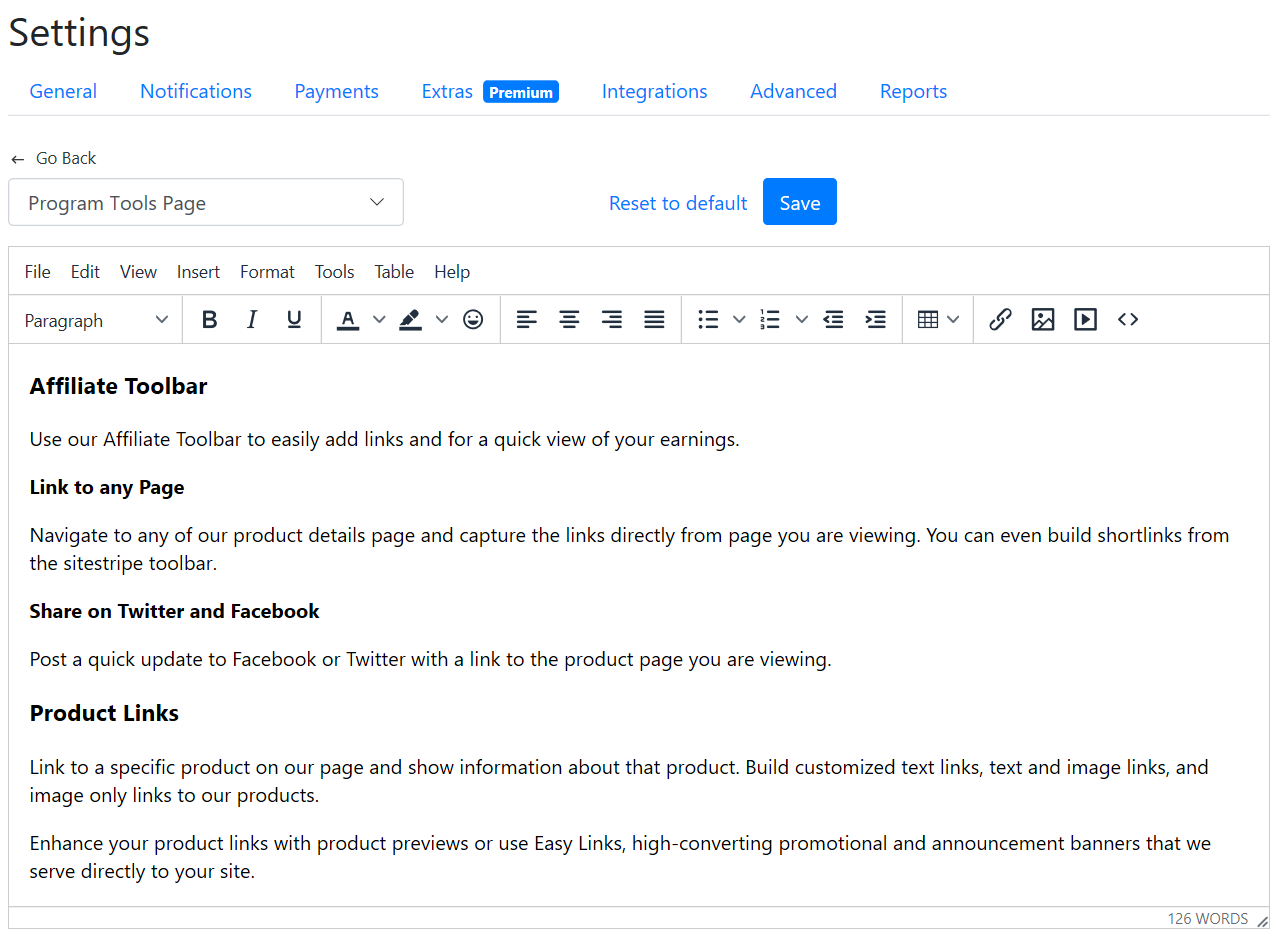 Settings
General Notifications Payments Extras Premium Integrations Advanced Reports
← Go Back
Program Tools Page
Reset to default Save
File Edit View Insert Format Tools Table Help
Paragraph B I U A
Affiliate Toolbar
Use our Affiliate Toolbar to easily add links and for a quick view of your earnings.
Link to any Page
Navigate to any of our product details page and capture the links directly from page you are viewing. You can even build shortlinks from
the sitestripe toolbar.
Share on Twitter and Facebook
Post a quick update to Facebook or Twitter with a link to the product page you are viewing.
Product Links
Link to a specific product on our page and show information about that product. Build customized text links, text and image links, and
image only links to our products.
Enhance your product links with product previews or use Easy Links, high-converting promotional and announcement banners that we
serve directly to your site.
126 WORDS